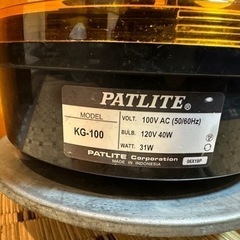 PATLITE®
MODEL
KG-100
VOLT. 100V AC (50/60Hz)
BULB. 120V 40W
WATT. 31W
PATLITE Corporation
MADE IN INDONESIA